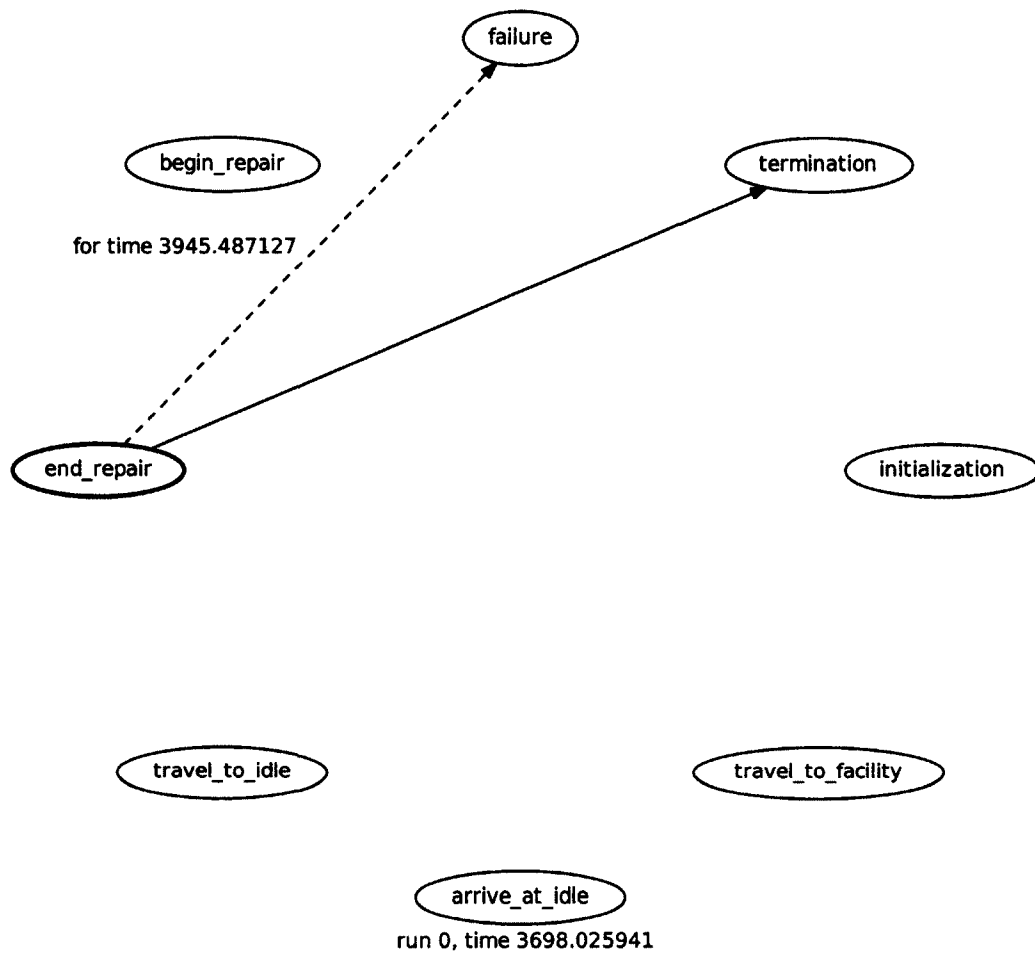 failure
begin_repair
termination
for time 3945.487127
end_repair
initialization
travel_to_idle
travel_to_facility
arrive_at_idle
run 0, time 3698.025941